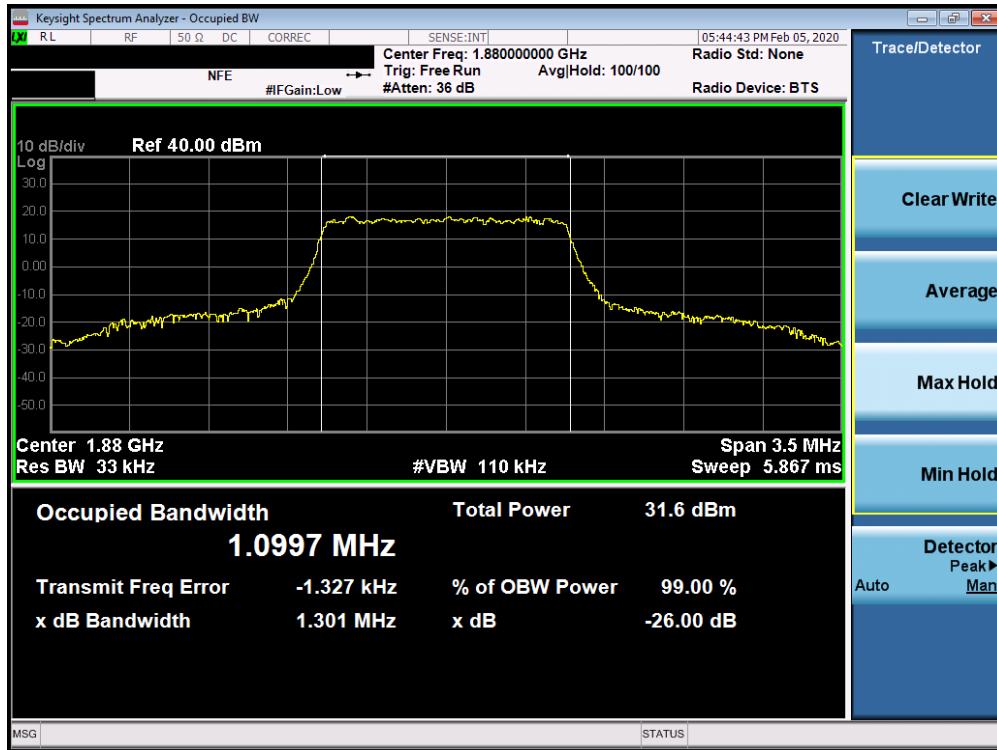 Keysight Spectrum Analyzer - Occupied BW
LXI RL RF 50 Ω DC CORREC SENSE:INT 05:44:43 PM Feb 05, 2020
Center Freq: 1.880000000 GHz Radio Std: None
NFE Trig: Free Run Avg|Hold: 100/100
#IFGain:Low #Atten: 36 dB Radio Device: BTS
Trace/Detector
10 dB/div Ref 40.00 dBm
Log
30.0
20.0
10.0
0.00
-10.0
-20.0
-30.0
-40.0
-50.0
Center 1.88 GHz Span 3.5 MHz
Res BW 33 kHz #VBW 110 kHz Sweep 5.867 ms
Occupied Bandwidth Total Power 31.6 dBm
1.0997 MHz
Transmit Freq Error -1.327 kHz % of OBW Power 99.00 %
x dB Bandwidth 1.301 MHz x dB -26.00 dB
Clear Write
Average
Max Hold
Min Hold
Detector
Peak▶
Auto Man
MSG STATUS